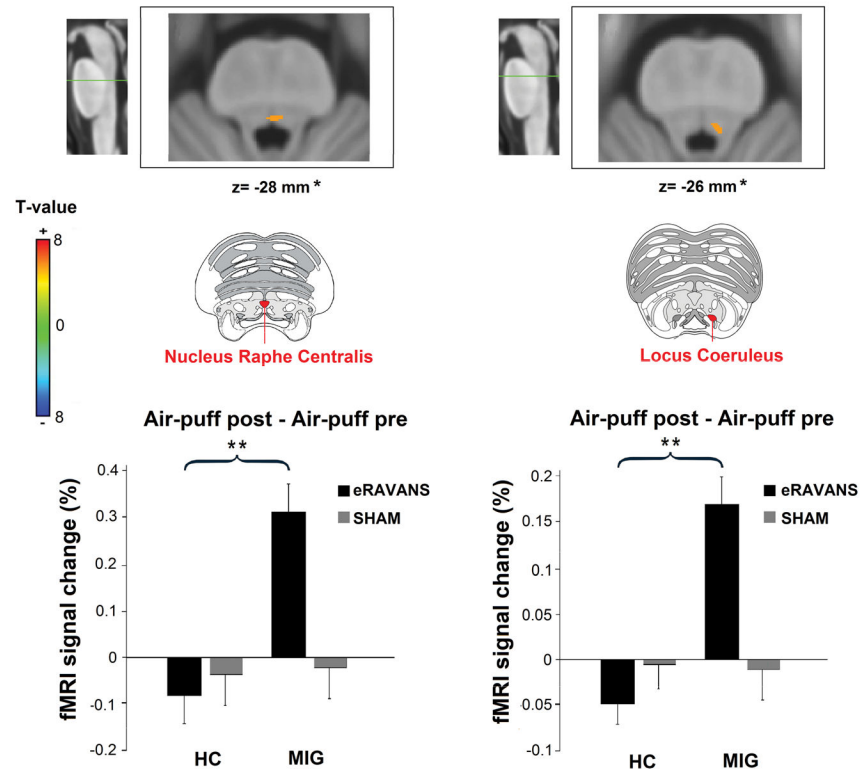 z= -28 mm *
z= -26 mm *
T-value
+
8
0
8
-
Nucleus Raphe Centralis
Locus Coeruleus
Air-puff post - Air-puff pre
**
fMRI signal change (%)
0.4
0.3
0.2
0.1
0
-0.1
-0.2
eRAVANS
SHAM
HC
MIG
Air-puff post - Air-puff pre
**
fMRI signal change (%)
0.2
0.15
0.1
0.05
0
-0.05
-0.1
eRAVANS
SHAM
HC
MIG